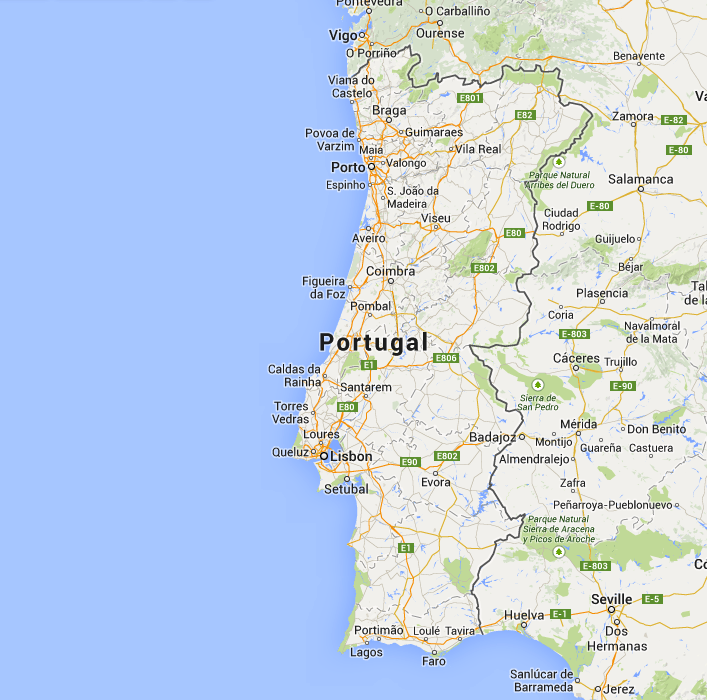 Pontevedra
O Carballiño
Vigo
Ourense
O Porriño
Benavente
Viana do
Castelo
E801
Braga
E82
Zamora
E-82
Povoa de
Varzim
Guimaraes
Maia
Vila Real
E-80
Porto
Valongo
Parque Natural
Arribes del Duero
Espinho
Salamanca
S. João da
Madeira
E-80
Viseu
Ciudad
Rodrigo
Aveiro
E80
Guijuelo
Coimbra
E802
Béjar
Figueira
da Foz
Plasencia
Pombal
Coria
Navalmoral
de la Mata
Portugal
E-803
E1
E806
Cáceres
Trujillo
Caldas da
Rainha
Santarem
E-90
Sierra de
San Pedro
Torres
Vedras
E80
Loures
Mérida
Don Benito
Badajoz
Montijo
Guareña
Castuera
Queluz
Lisbon
E90
E802
Almendralejo
Evora
Setubal
Zafra
Peñarroya-Pueblonuevo
Parque Natural
Sierra de Aracena
y Picos de Aroche
E1
E-803
Seville
E-5
Huelva
E-1
Portimão
Loulé
Tavira
Dos
Hermanas
Lagos
Faro
Sanlúcar de
Barrameda
Jerez